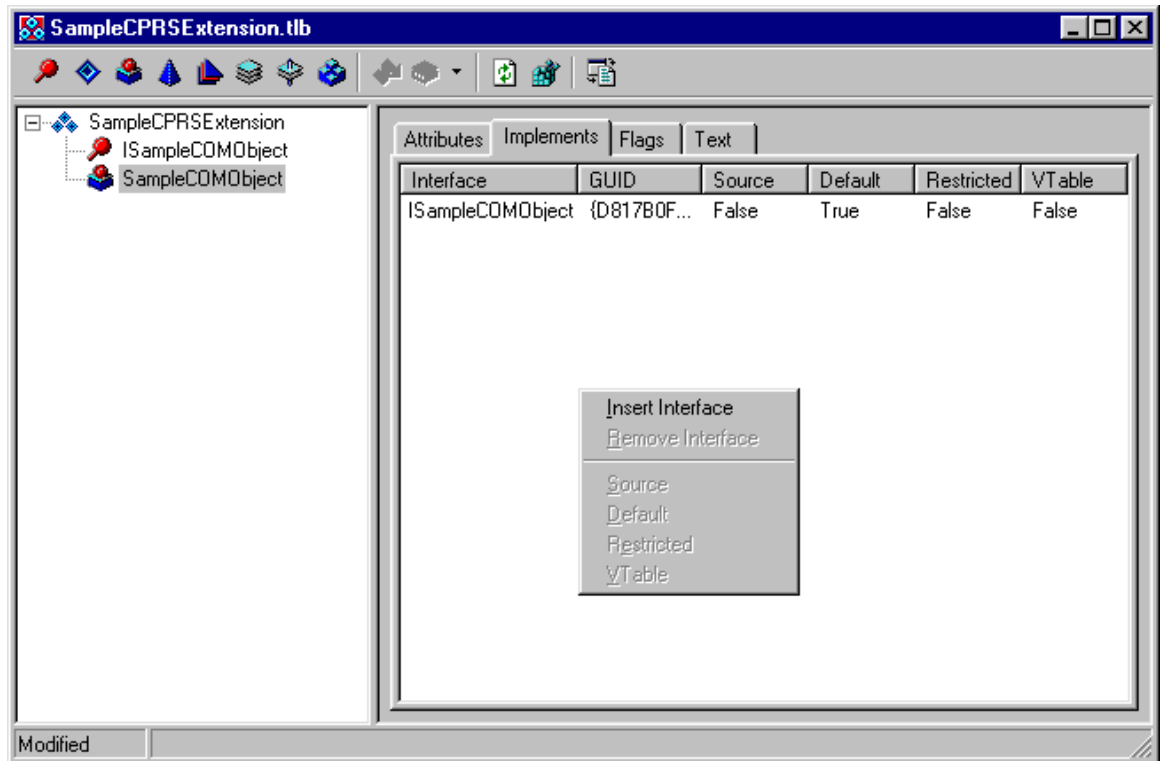 SampleCPRSExtension.tlb
SampleCPRSExtension
ISampleCOMObject
SampleCOMObject
Attributes Implements Flags Text
Interface GUID Source Default Restricted VTable
ISampleCOMObject {D817B0F... False True False False
Insert Interface
Remove Interface
Source
Default
Restricted
VTable
Modified